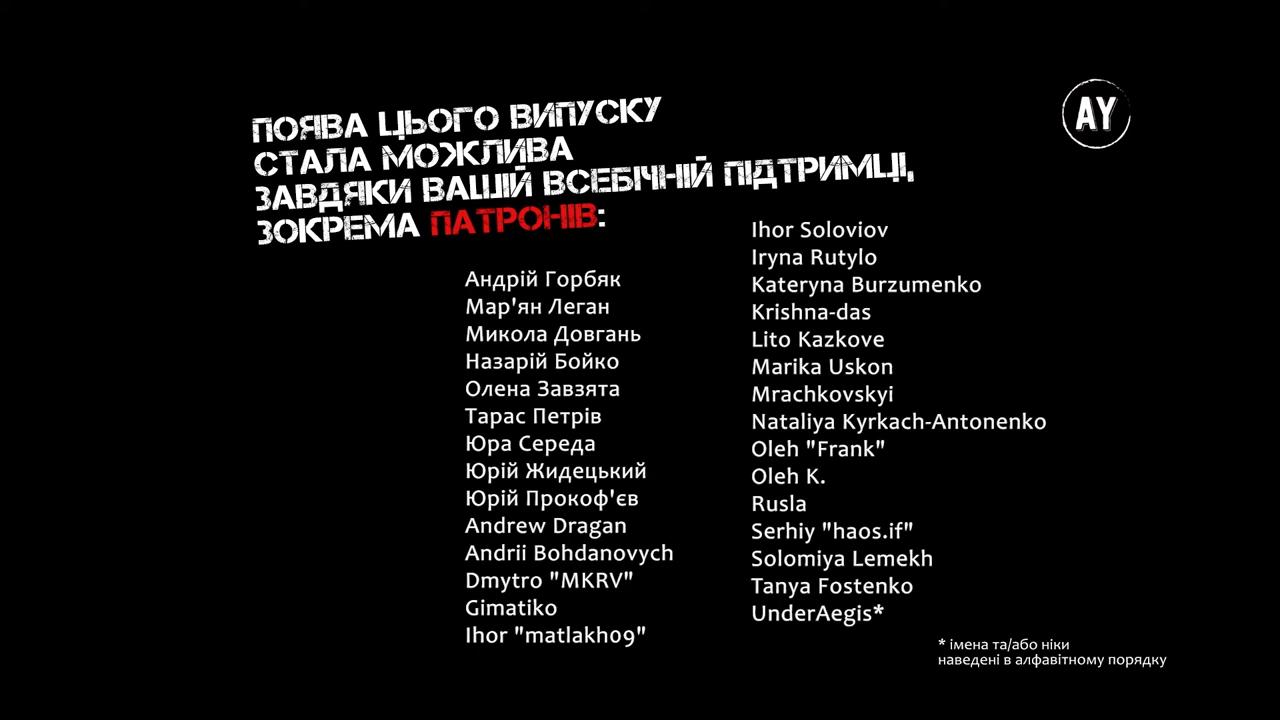 ПОЯВА ЦЬОГО ВИПУСКУ
СТАЛА МОЖЛИВА
ЗАВДЯКИ ВАШІЙ ВСЕБІЧНІЙ ПІДТРИМЦІ,
ЗОКРЕМА ПАТРОНІВ:
Андрій Горбяк
Мар'ян Леган
Микола Довгань
Назарій Бойко
Олена Завзята
Тарас Петрів
Юра Середа
Юрій Жидецький
Юрій Прокоф'єв
Andrew Dragan
Andrii Bohdanovych
Dmytro "MKRV"
Gimatiko
Ihor "matlakh09"
Ihor Soloviov
Iryna Rutylo
Kateryna Burzumenko
Krishna-das
Lito Kazkove
Marika Uskon
Mrachkovskyi
Nataliya Kyrkach-Antonenko
Oleh "Frank"
Oleh K.
Rusla
Serhiy "haos.if"
Solomiya Lemekh
Tanya Fostenko
UnderAegis*
* імена та/або ніки
наведені в алфавітному порядку
АУ